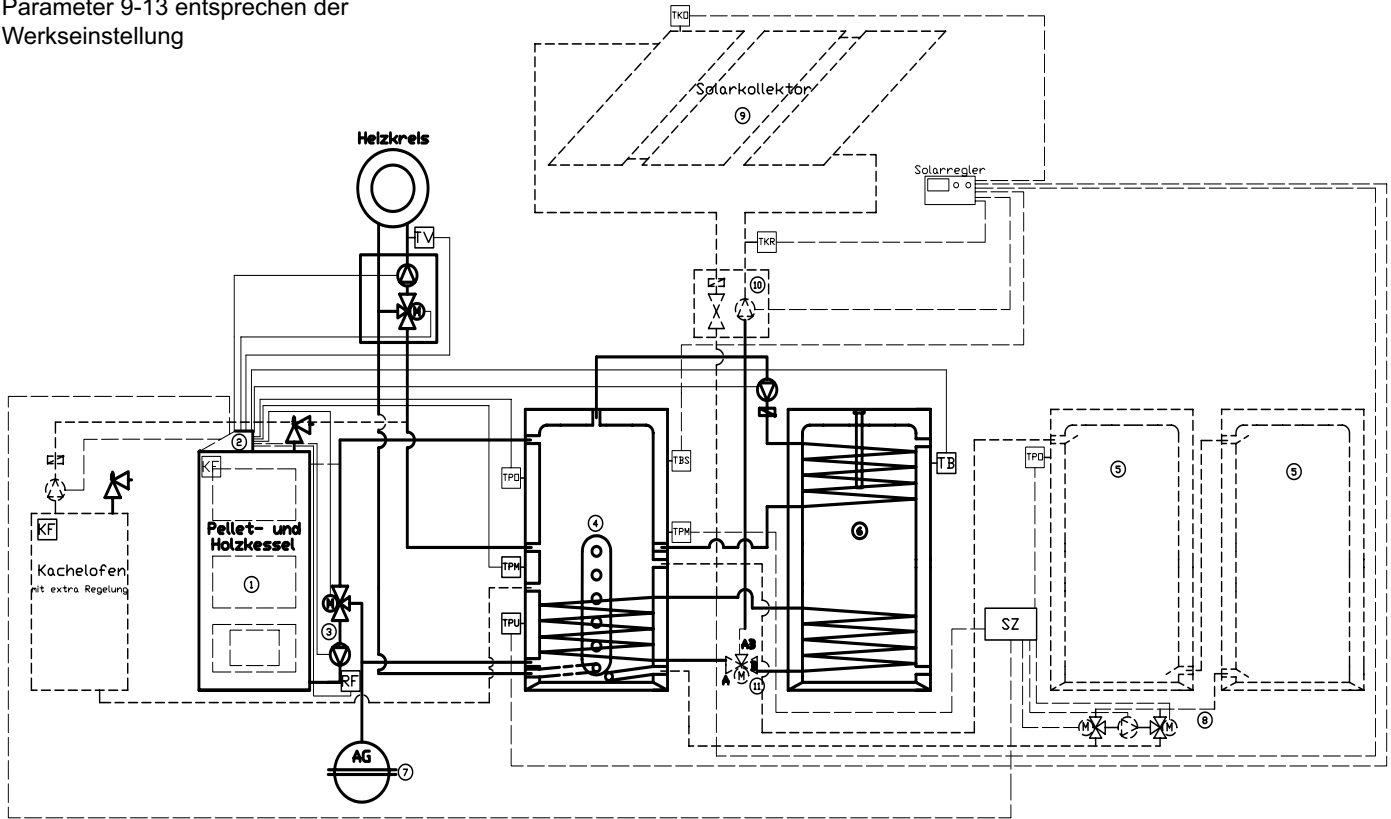 Parameter 9-13 entsprechen der
Werkseinstellung
TKO
Solarkollektor
9
Heizkreis
Solarregler
TV
TKR
10
M
2
KF
TPO
TBS
TB
TPO
5
5
KF
Pellet- und
Holzkessel
4
TPM
6
Kachelofen
mit extra Regelung
1
TPM
M
3
TPU
SZ
AB
RF
A
B
M
11
M
M
8
AG
7